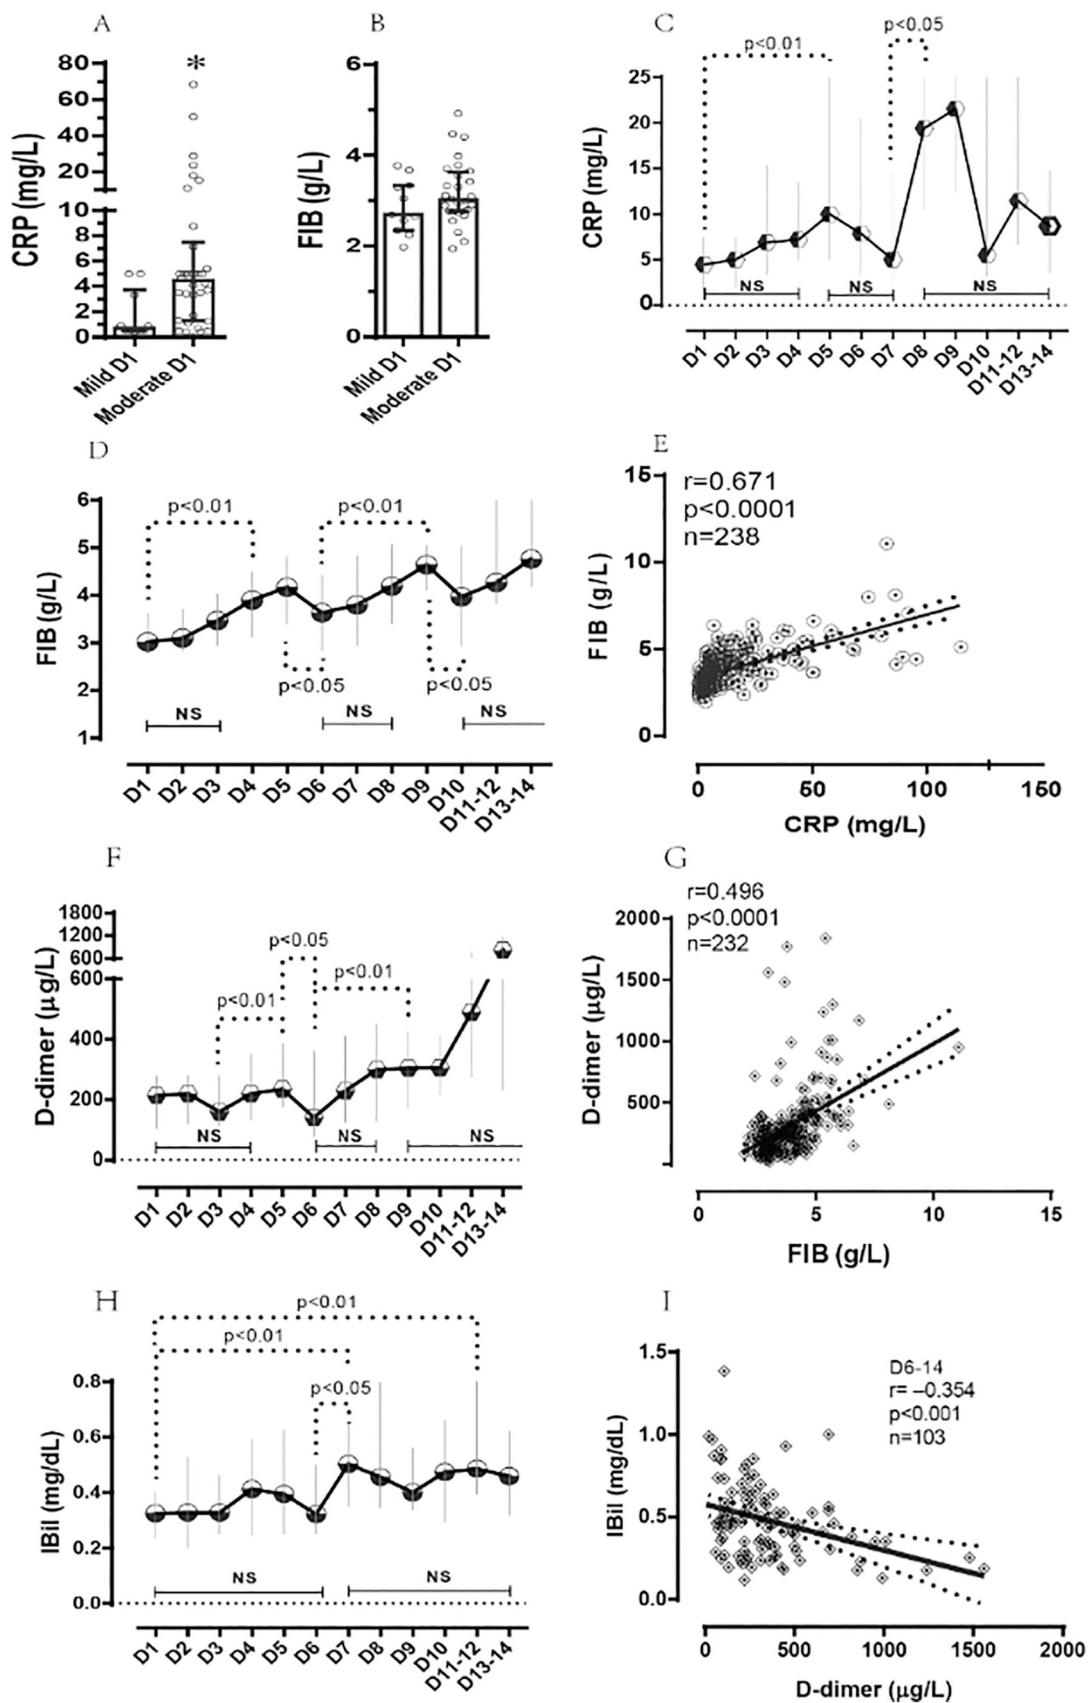 A
CRP (mg/L)
80
60
40
20
10
8
6
4
2
0
*
Mild D1
Moderate D1
B
FIB (g/L)
6
4
2
0
Mild D1
Moderate D1
C
CRP (mg/L)
25
20
15
10
5
0
p<0.01
p<0.05
NS
NS
NS
D1
D2
D3
D4
D5
D6
D7
D8
D9
D10
D11-12
D13-14
D
FIB (g/L)
6
5
4
3
2
1
p<0.01
p<0.01
p<0.05
p<0.05
NS
NS
NS
D1
D2
D3
D4
D5
D6
D7
D8
D9
D10
D11-12
D13-14
E
r=0.671
p<0.0001
n=238
FIB (g/L)
15
10
5
0
0
50
100
150
CRP (mg/L)
F
D-dimer (µg/L)
1800
1200
600
600
400
200
0
p<0.05
p<0.01
p<0.01
NS
NS
NS
D1
D2
D3
D4
D5
D6
D7
D8
D9
D10
D11-12
D13-14
G
r=0.496
p<0.0001
n=232
D-dimer (µg/L)
2000
1500
1000
500
0
5
10
15
FIB (g/L)
H
p<0.01
p<0.01
p<0.05
IBil (mg/dL)
0.8
0.6
0.4
0.2
0.0
NS
NS
D1
D2
D3
D4
D5
D6
D7
D8
D9
D10
D11-12
D13-14
I
D6-14
r= –0.354
p<0.001
n=103
IBil (mg/dL)
1.5
1.0
0.5
0.0
0
500
1000
1500
2000
D-dimer (µg/L)